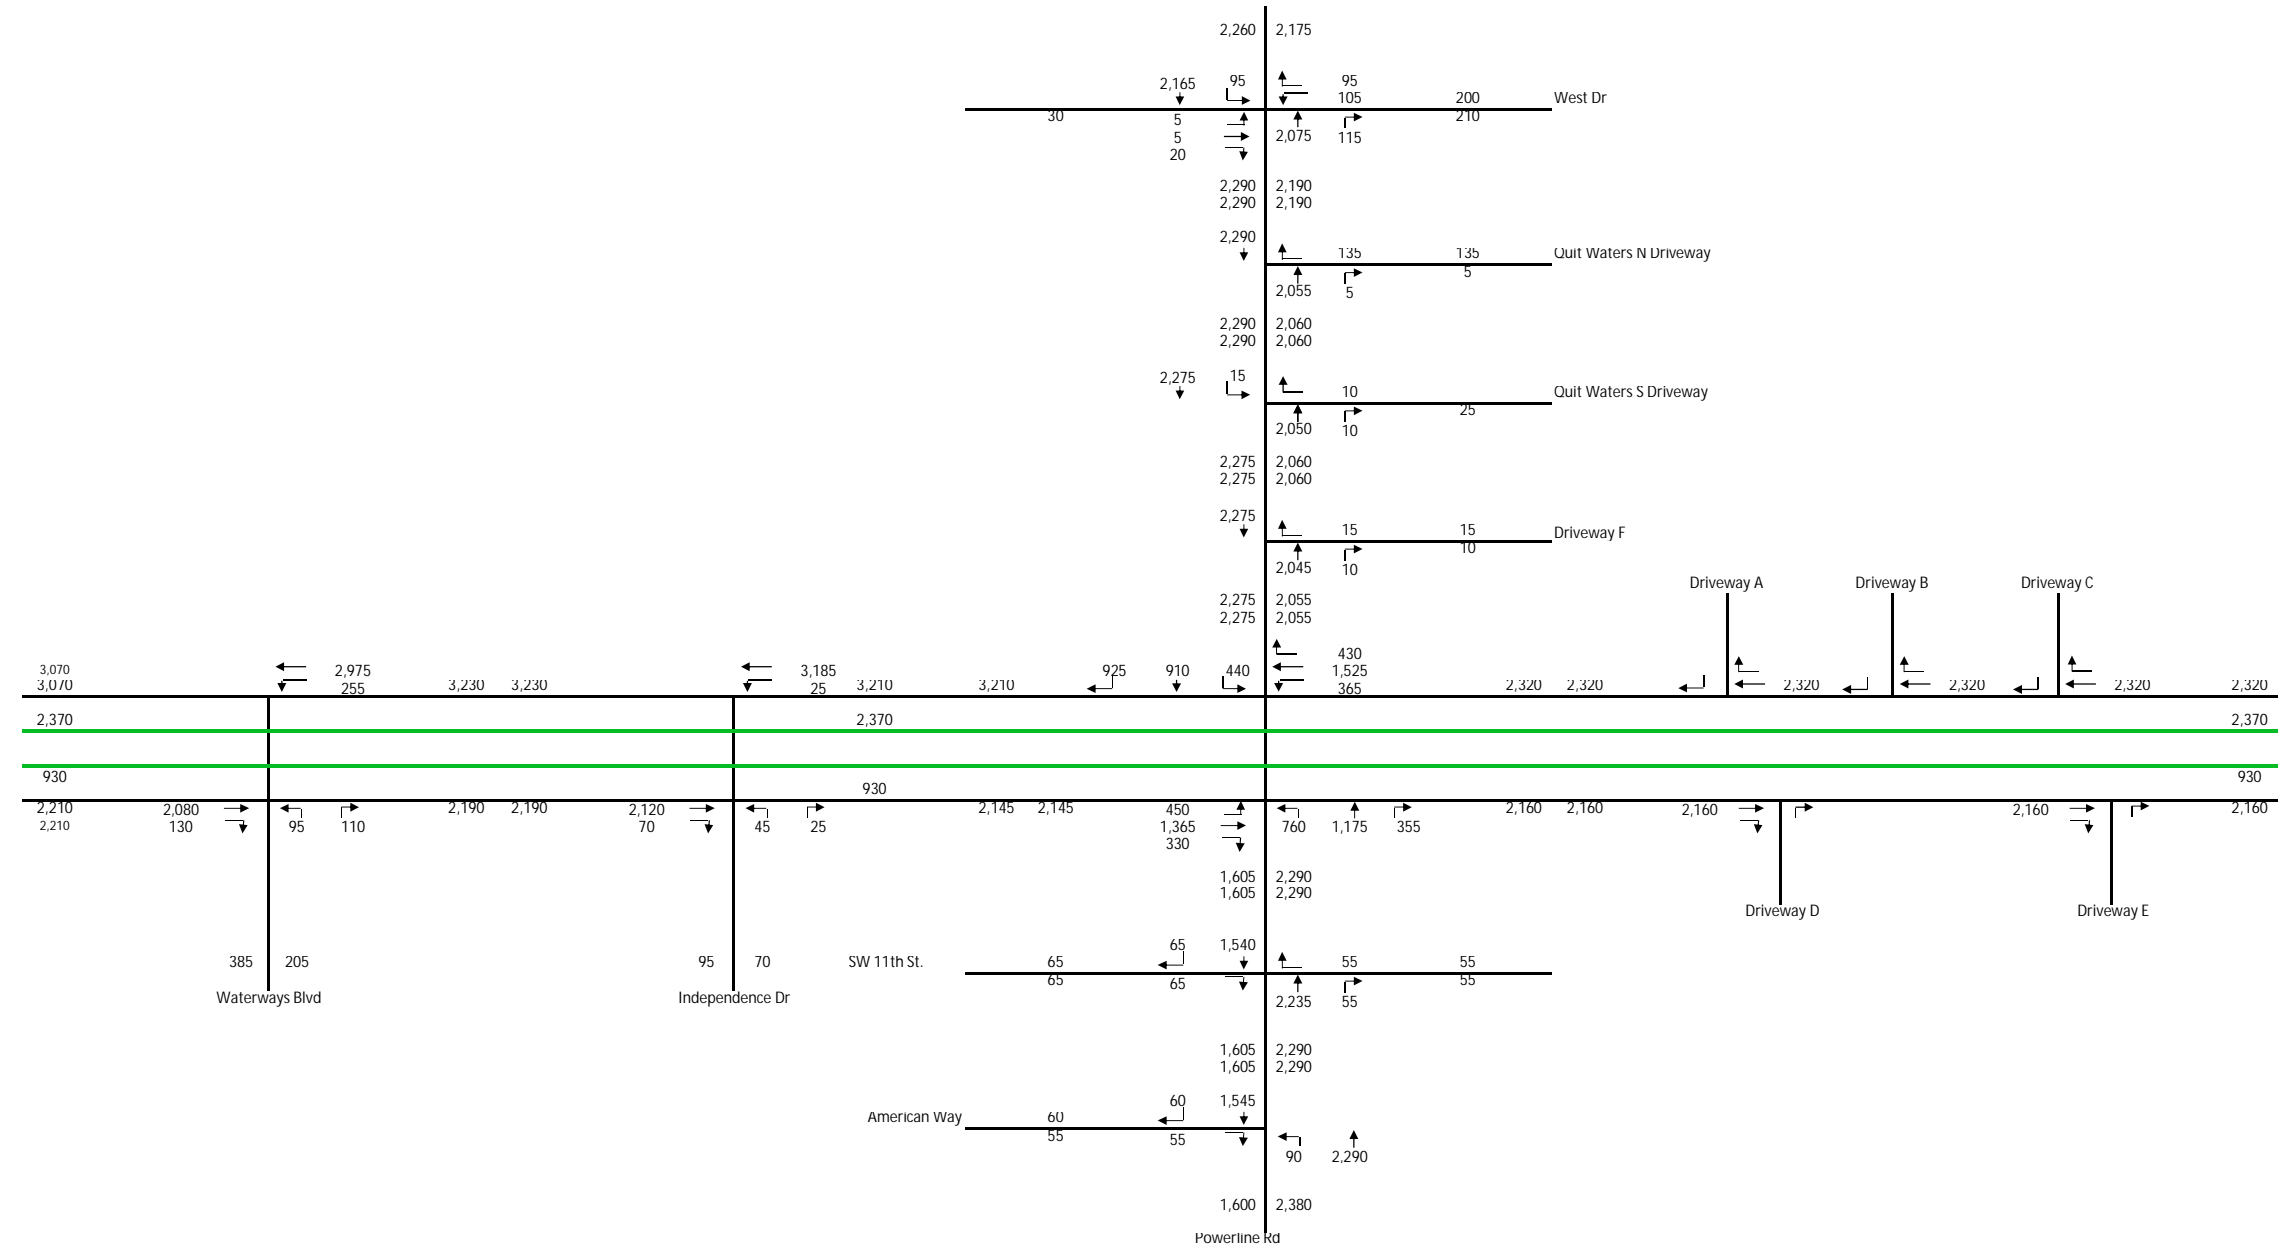 2,260 2,175
2,165 95 95
105 200 West Dr
30 5 210
5 2,075 115
20
2,290 2,190
2,290 2,190
2,290
135 135 Quit Waters N Driveway
5
2,055 5
2,290 2,060
2,290 2,060
2,275 15
10 Quit Waters S Driveway
25
2,050 10
2,275 2,060
2,275 2,060
2,275
15 15 Driveway F
10
2,045 10
Driveway A Driveway B Driveway C
2,275 2,055
2,275 2,055
430
3,070 2,975 3,185 925 910 440 1,525
3,070 255 3,230 3,230 25 3,210 3,210 365 2,320 2,320 2,320 2,320 2,320 2,320
2,370 2,370 2,370
930 930
930
2,210 2,080 2,190 2,190 2,120 2,145 2,145 450 2,160 2,160 2,160 2,160 2,160
2,210 130 95 110 70 45 25 1,365 760 1,175 355
330
1,605 2,290
1,605 2,290
Driveway D Driveway E
65 1,540
385 205 95 70 SW 11th St. 65 55 55
65 65 55
Waterways Blvd Independence Dr 2,235 55
1,605 2,290
1,605 2,290
60 1,545
American Way 60
55 55
90 2,290
1,600 2,380
Powerline Rd